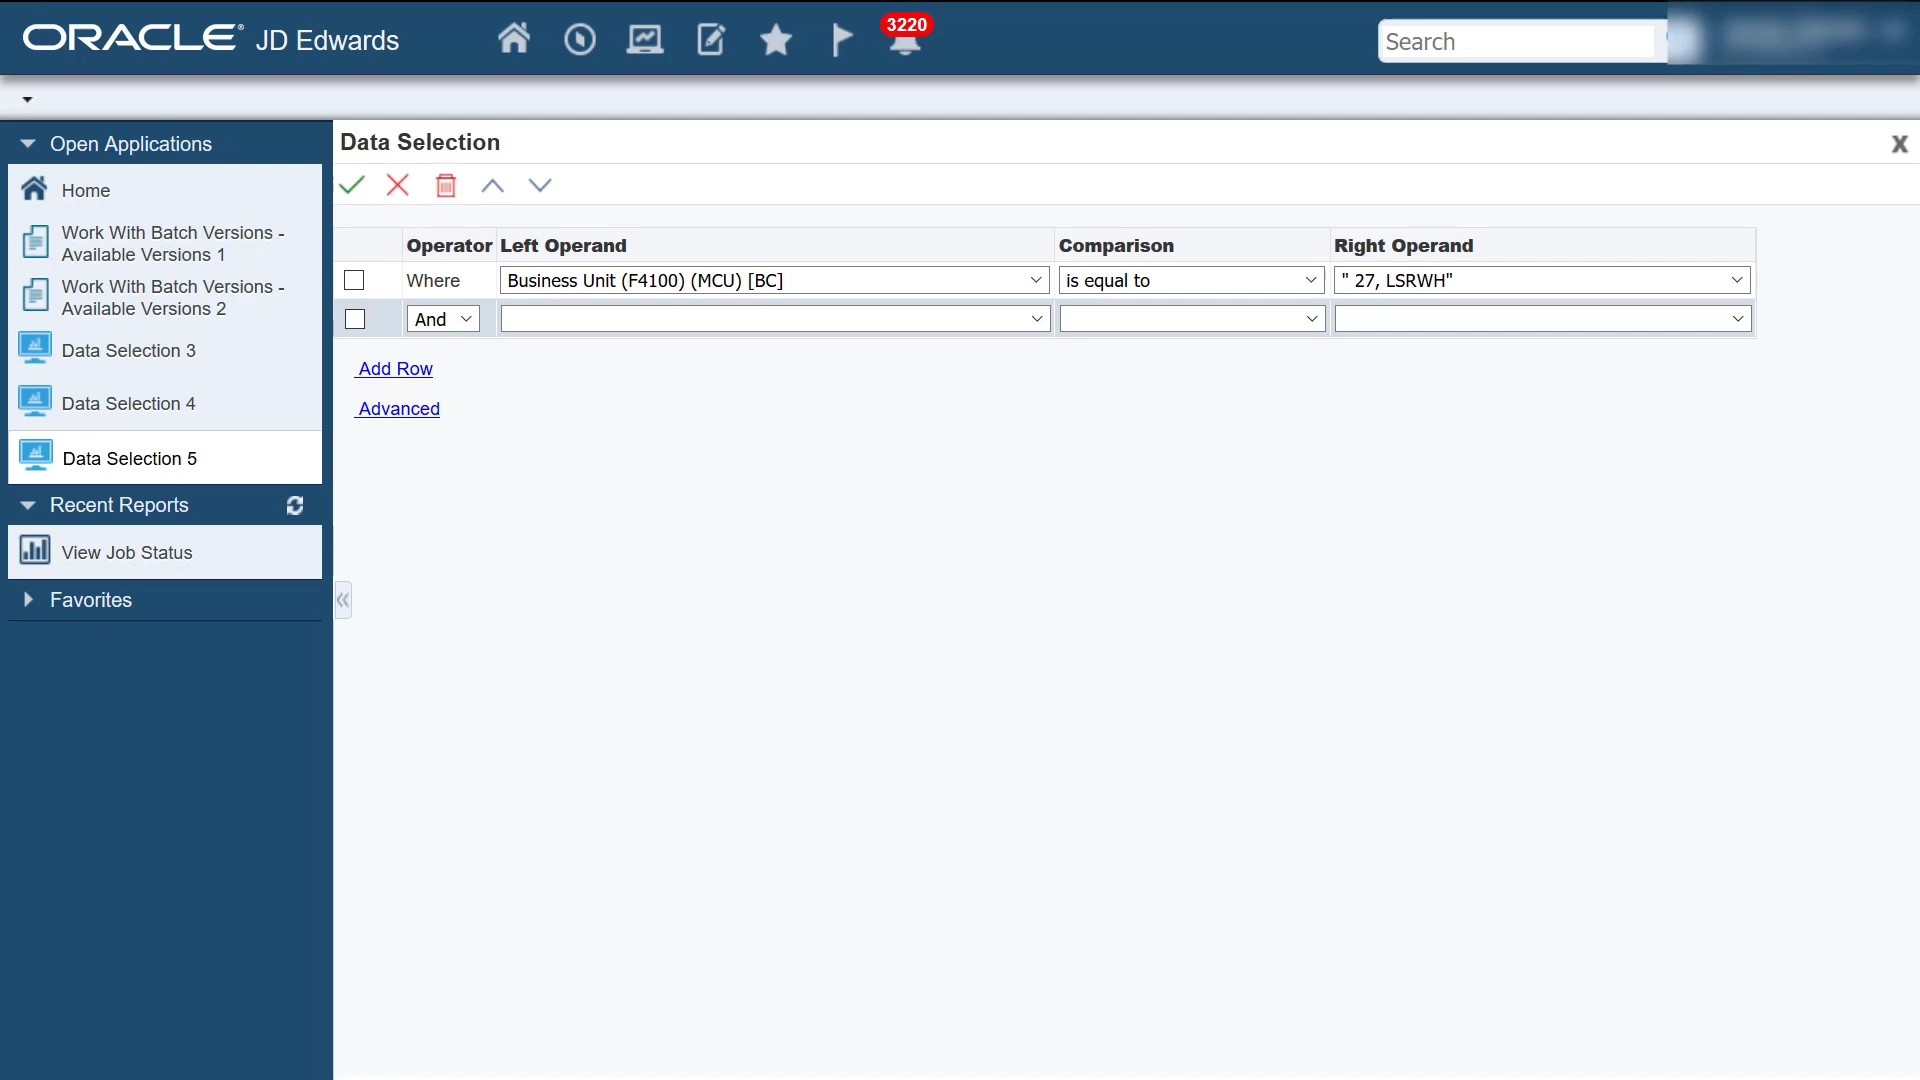 ORACLE® JD Edwards
3220
Search
Open Applications
Home
Work With Batch Versions -
Available Versions 1
Work With Batch Versions -
Available Versions 2
Data Selection 3
Data Selection 4
Data Selection 5
Recent Reports
View Job Status
Favorites
Data Selection
X
Operator Left Operand Comparison Right Operand
Where Business Unit (F4100) (MCU) [BC] is equal to " 27, LSRWH"
And
Add Row
Advanced